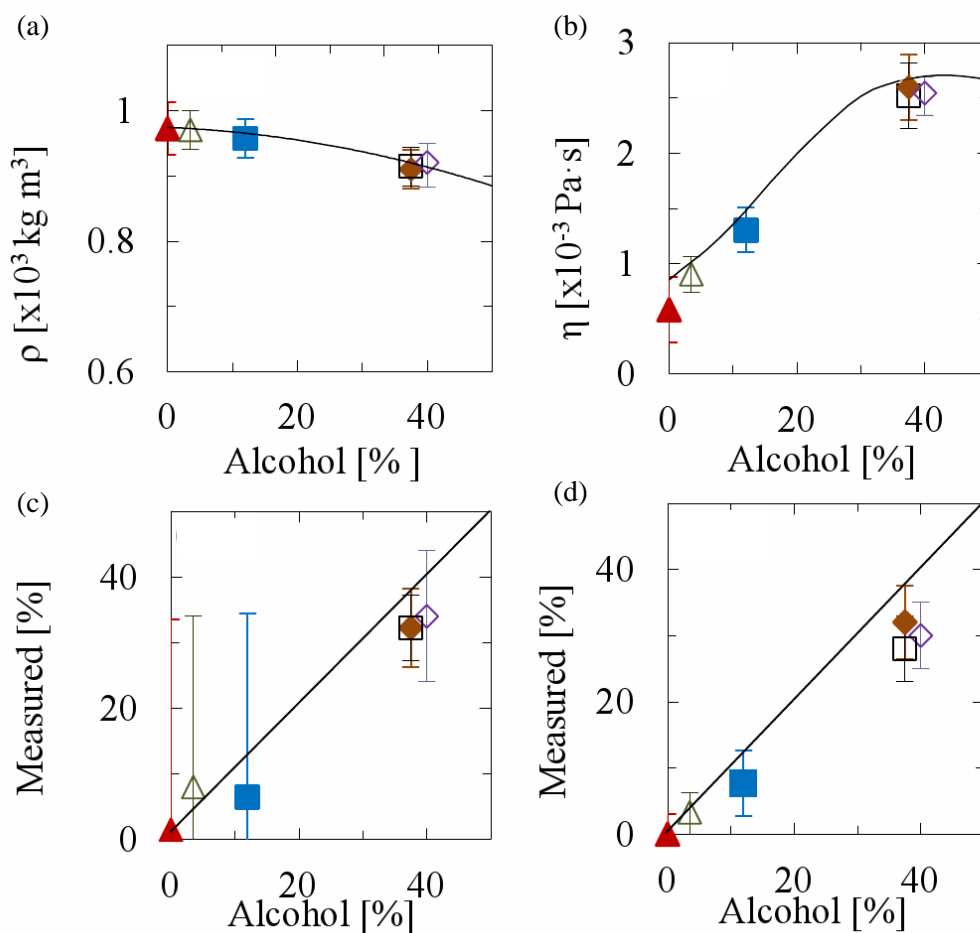 (a)
ρ [x10³ kg m³]
1
0.8
0.6
0
20
40
Alcohol [% ]
(b)
η [x10⁻³ Pa·s]
3
2
1
0
0
20
40
Alcohol [%]
(c)
Measured [%]
40
20
0
0
20
40
Alcohol [%]
(d)
Measured [%]
40
20
0
0
20
40
Alcohol [%]